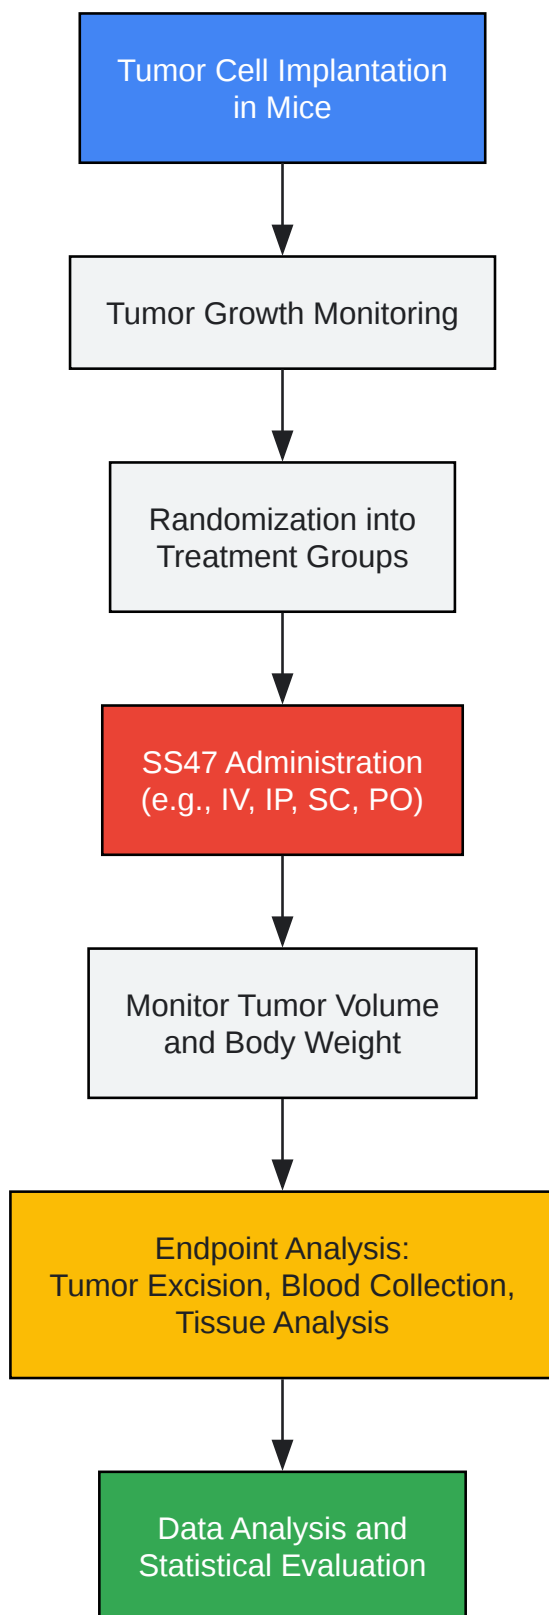 Tumor Cell Implantation
in Mice
Tumor Growth Monitoring
Randomization into
Treatment Groups
SS47 Administration
(e.g., IV, IP, SC, PO)
Monitor Tumor Volume
and Body Weight
Endpoint Analysis:
Tumor Excision, Blood Collection,
Tissue Analysis
Data Analysis and
Statistical Evaluation